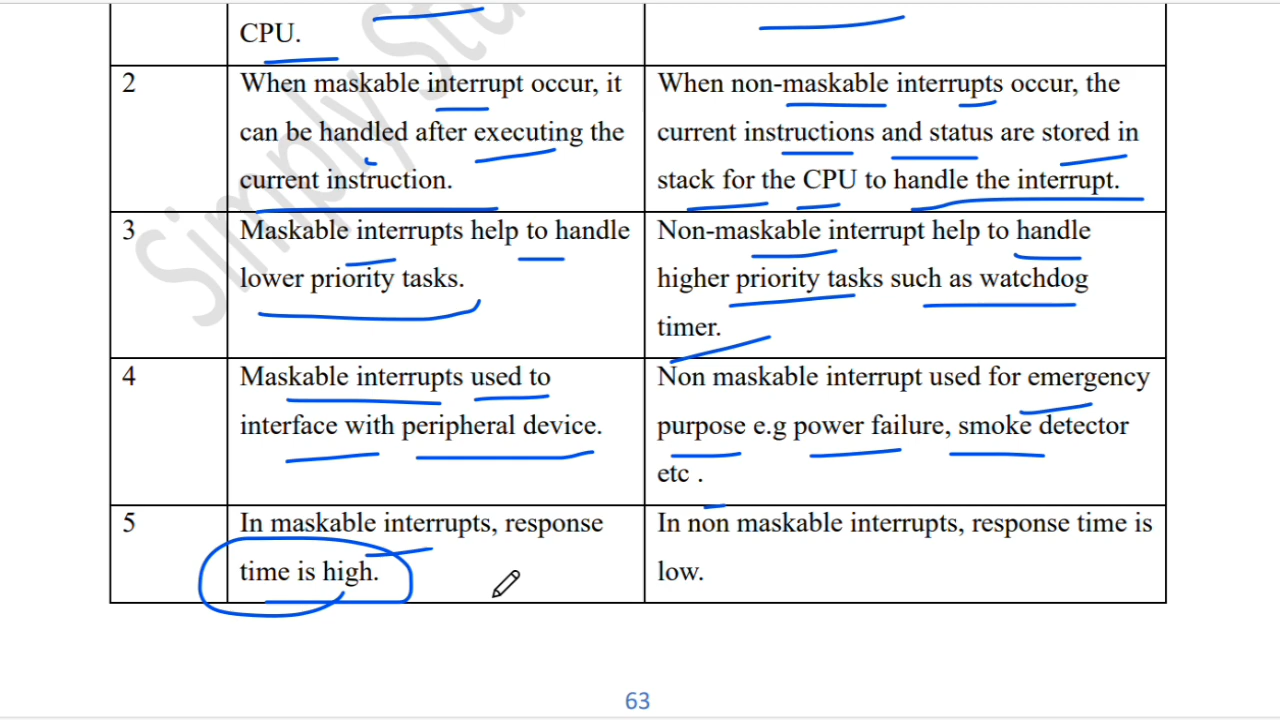 CPU.
2
When maskable interrupt occur, it
can be handled after executing the
current instruction.
When non-maskable interrupts occur, the
current instructions and status are stored in
stack for the CPU to handle the interrupt.
3
Maskable interrupts help to handle
lower priority tasks.
Non-maskable interrupt help to handle
higher priority tasks such as watchdog
timer.
4
Maskable interrupts used to
interface with peripheral device.
Non maskable interrupt used for emergency
purpose e.g power failure, smoke detector
etc .
5
In maskable interrupts, response
time is high.
In non maskable interrupts, response time is
low.
Simply
63